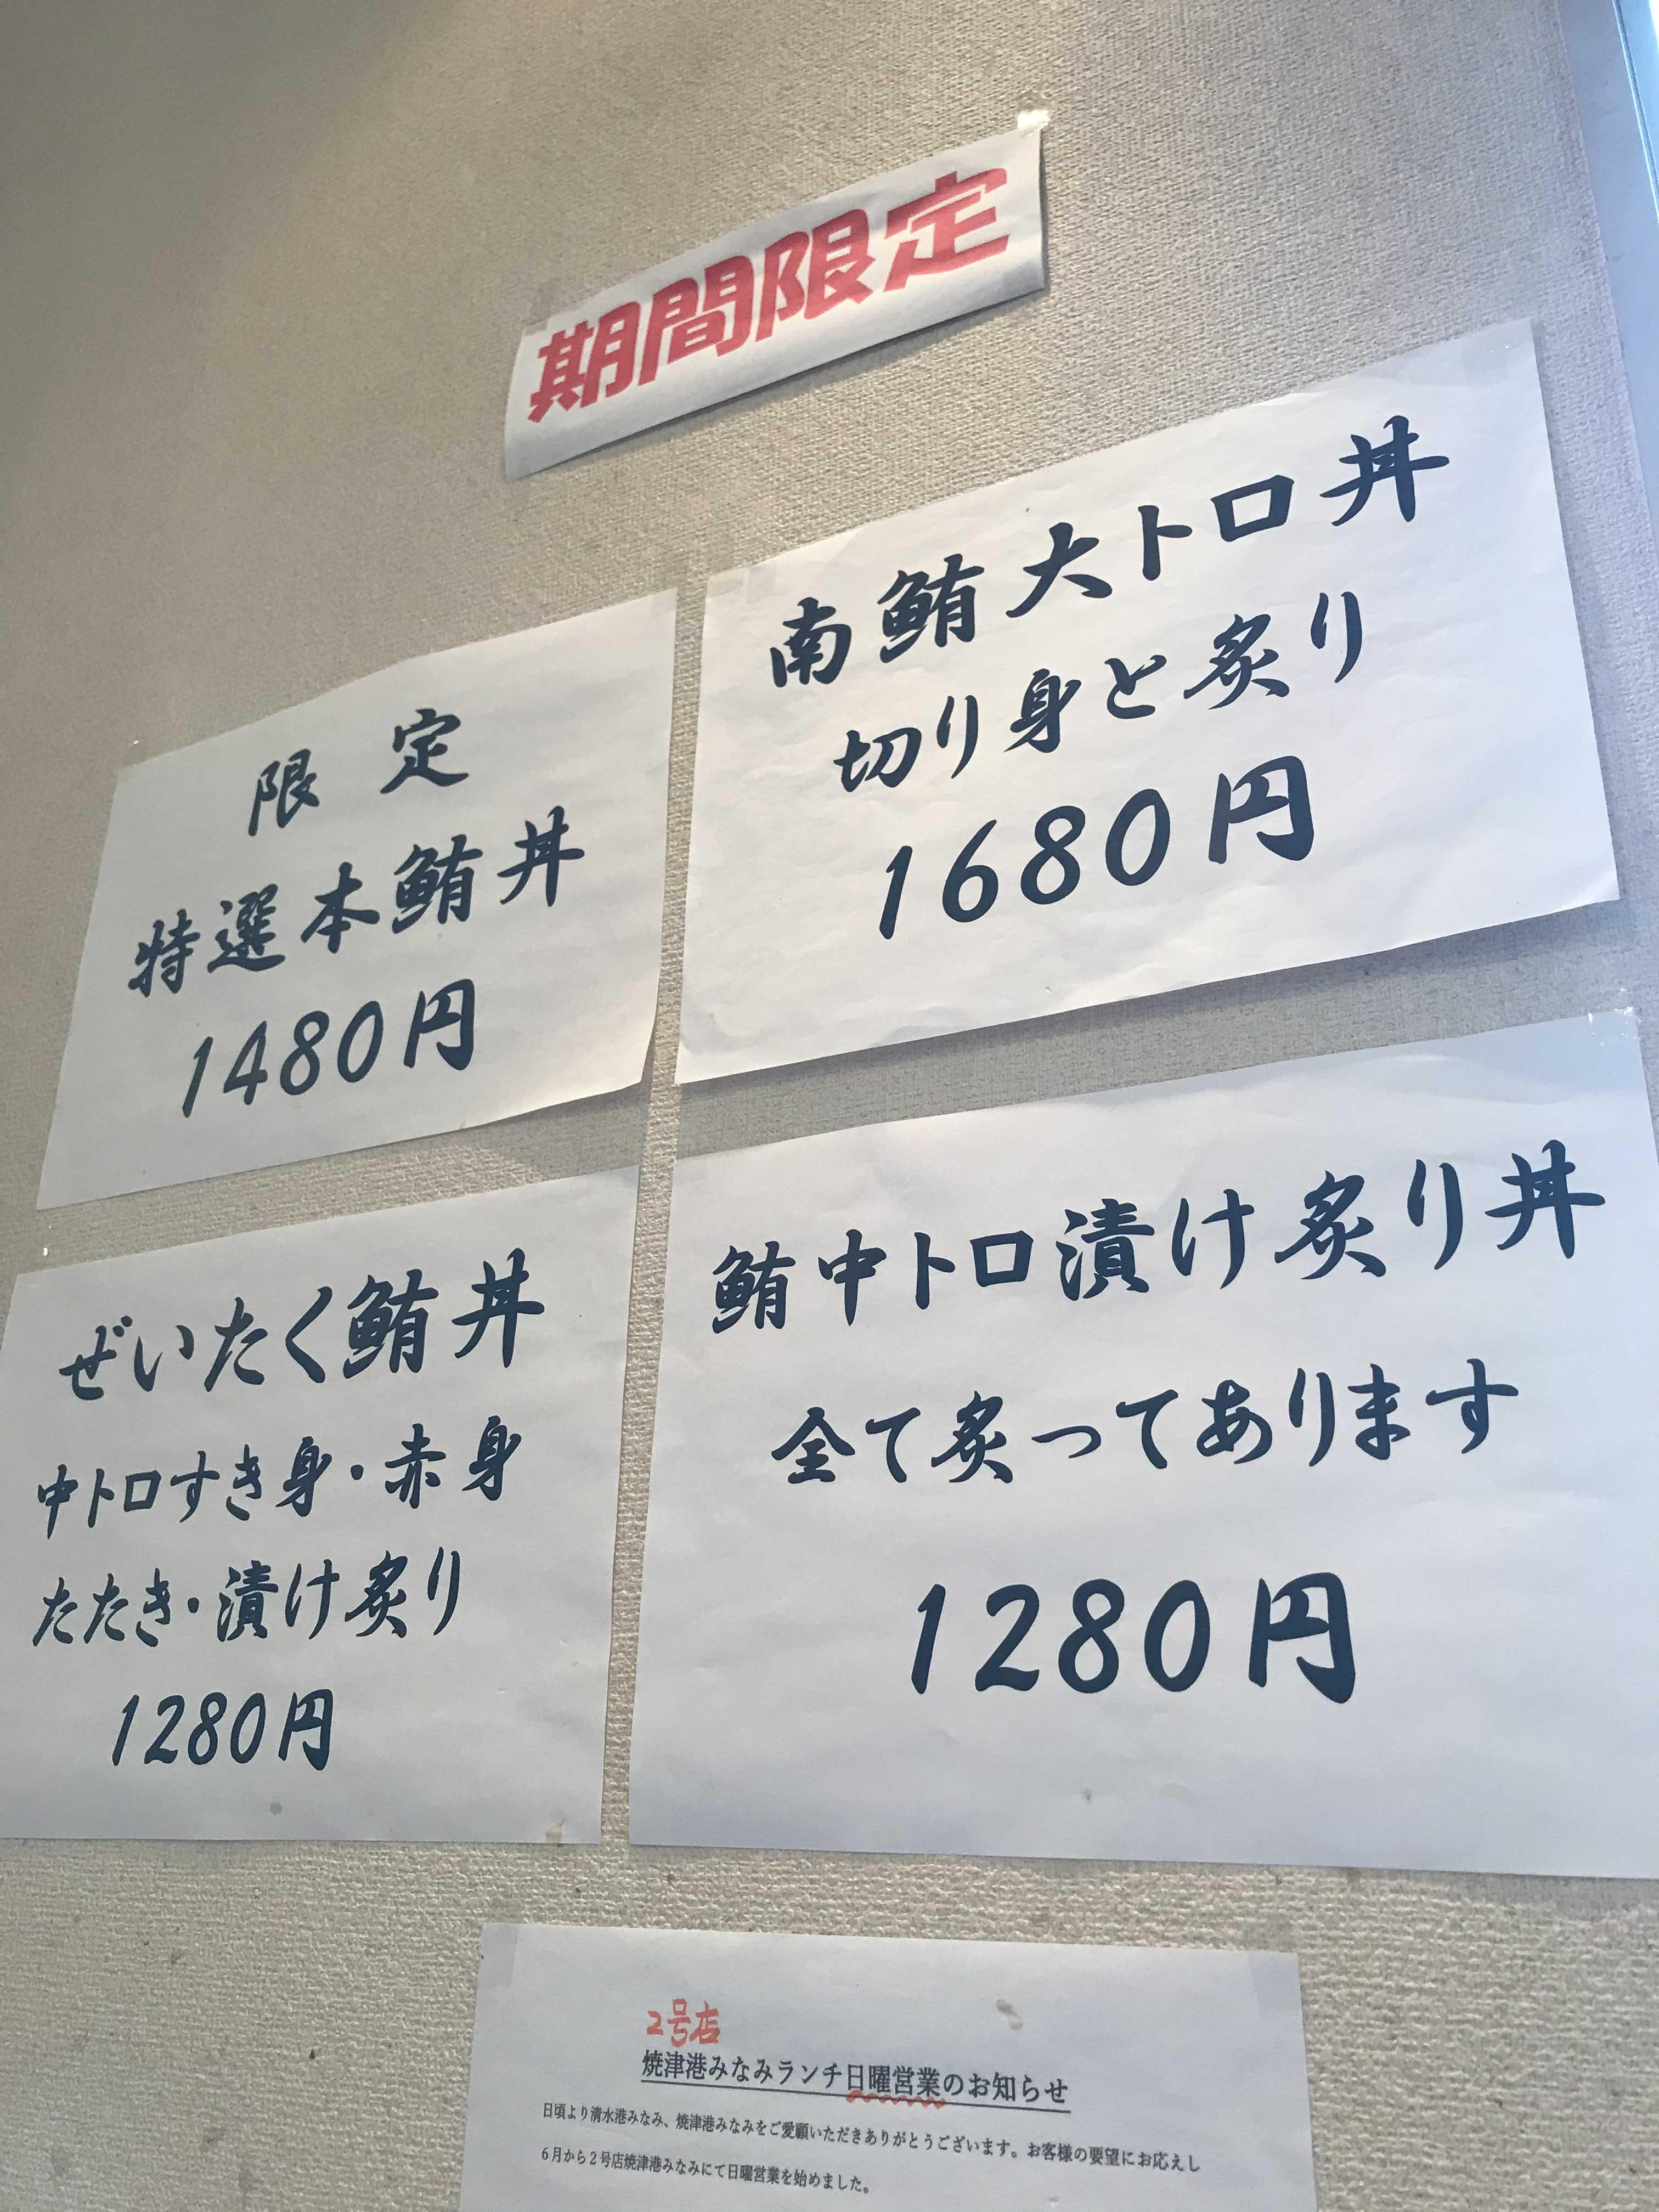 期間限定
限 定
特選本鮪丼
1480円
南鮪大トロ丼
切り身と炙り
1680円
ぜいたく鮪丼
中トロすき身・赤身
たたき・漬け炙り
1280円
鮪中トロ漬け炙り丼
全て炙ってあります
1280円
2号店
焼津港みなみランチ日曜営業のお知らせ
日頃より清水港みなみ、焼津港みなみをご愛顧いただきありがとうございます。お客様の要望にお応えし
6月から2号店焼津港みなみにて日曜営業を始めました。